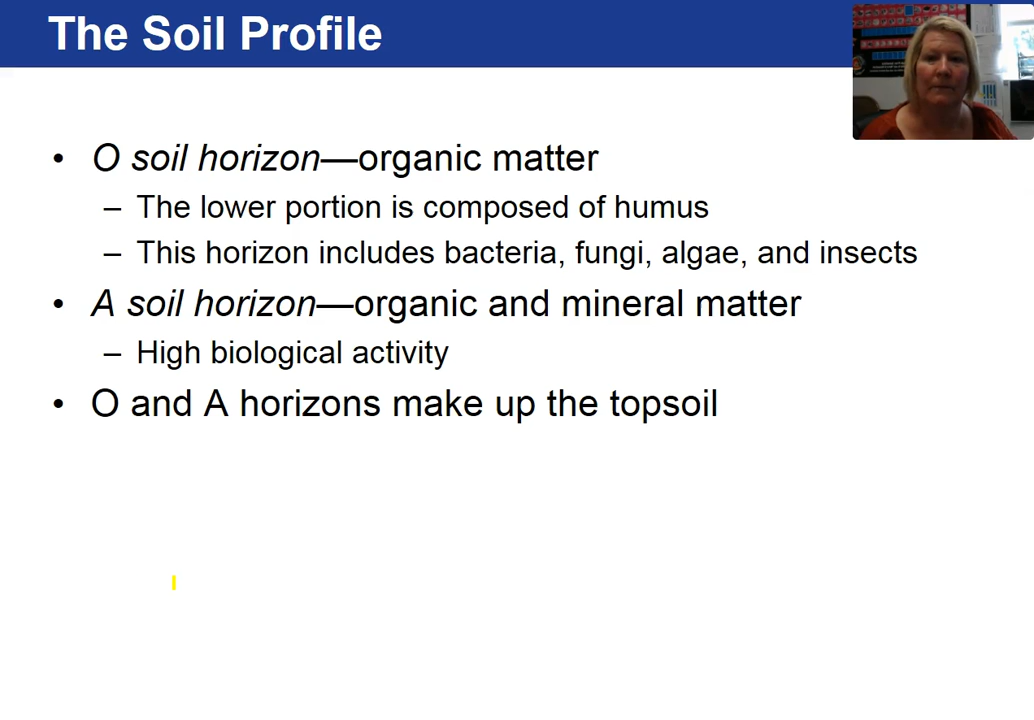 The Soil Profile
• O soil horizon—organic matter
– The lower portion is composed of humus
– This horizon includes bacteria, fungi, algae, and insects
• A soil horizon—organic and mineral matter
– High biological activity
• O and A horizons make up the topsoil